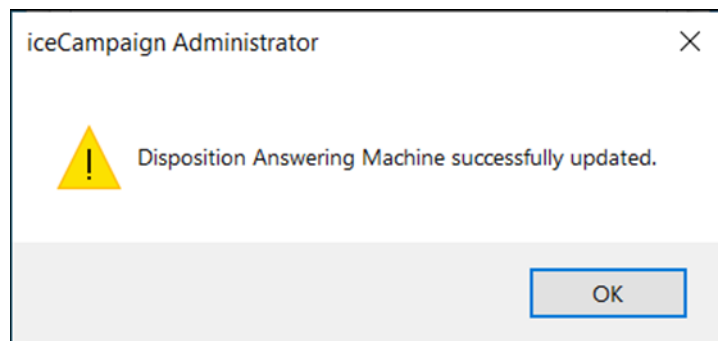 iceCampaign Administrator
Disposition Answering Machine successfully updated.
OK